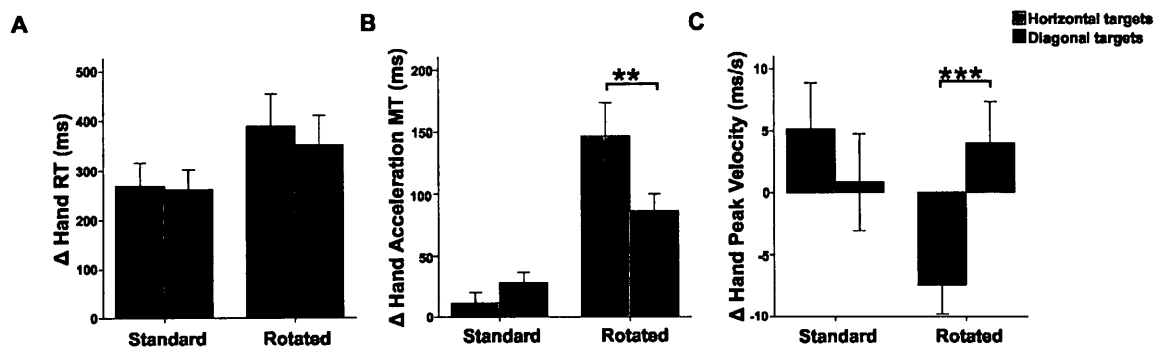 A
B
C
Horizontal targets
Diagonal targets
Δ Hand RT (ms)
500
400
300
200
100
0
Standard
Rotated
Δ Hand Acceleration MT (ms)
200
150
100
50
0
**
Standard
Rotated
Δ Hand Peak Velocity (ms/s)
10
5
0
-5
-10
***
Standard
Rotated